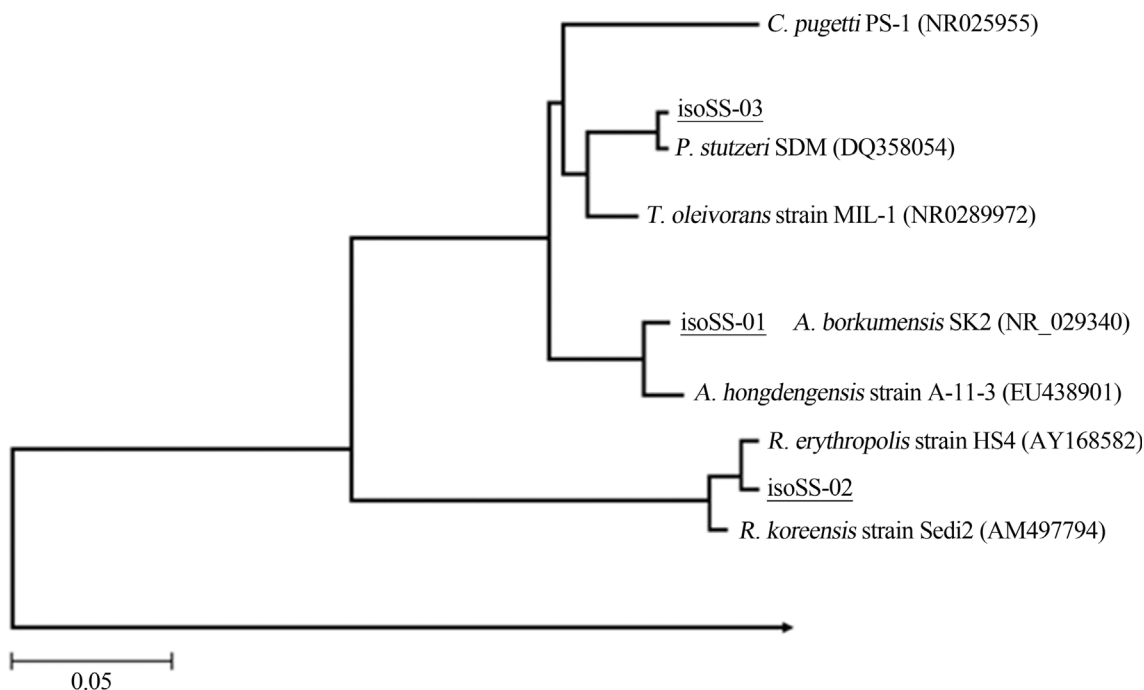 C. pugetti PS-1 (NR025955)
isoSS-03
P. stutzeri SDM (DQ358054)
T. oleivorans strain MIL-1 (NR0289972)
isoSS-01 A. borkumensis SK2 (NR_029340)
A. hongdengensis strain A-11-3 (EU438901)
R. erythropolis strain HS4 (AY168582)
isoSS-02
R. koreensis strain Sedi2 (AM497794)
0.05